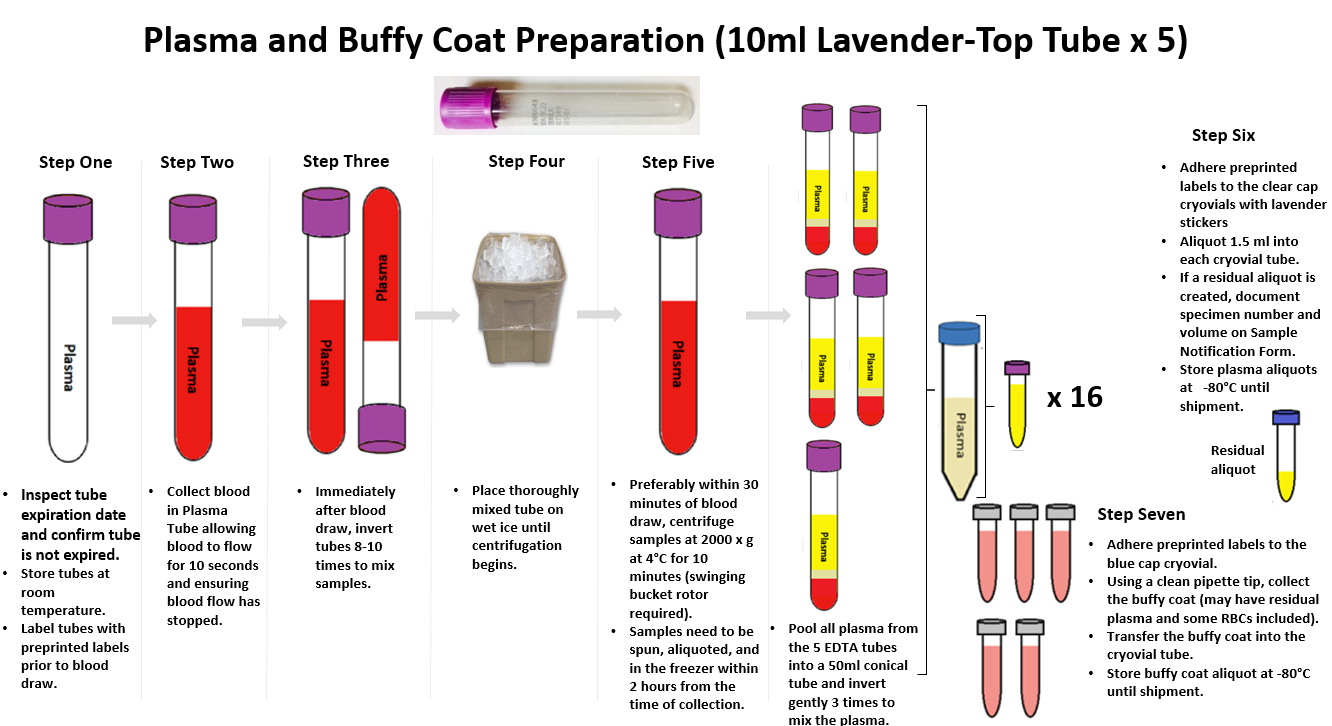 Plasma and Buffy Coat Preparation (10ml Lavender-Top Tube x 5)
Step One
Plasma
• Inspect tube
expiration date
and confirm tube
is not expired.
• Store tubes at
room
temperature.
• Label tubes with
preprinted labels
prior to blood
draw.
Step Two
Plasma
• Collect blood
in Plasma
Tube allowing
blood to flow
for 10 seconds
and ensuring
blood flow has
stopped.
Step Three
Plasma
Plasma
• Immediately
after blood
draw, invert
tubes 8-10
times to mix
samples.
Step Four
• Place thoroughly
mixed tube on
wet ice until
centrifugation
begins.
Step Five
Plasma
• Preferably within 30
minutes of blood
draw, centrifuge
samples at 2000 x g
at 4°C for 10
minutes (swinging
bucket rotor
required).
• Samples need to be
spun, aliquoted, and
in the freezer within
2 hours from the
time of collection.
Plasma
Plasma
Plasma
Plasma
Plasma
• Pool all plasma from
the 5 EDTA tubes
into a 50ml conical
tube and invert
gently 3 times to
mix the plasma.
Plasma
x 16
Step Six
• Adhere preprinted
labels to the clear cap
cryovials with lavender
stickers
• Aliquot 1.5 ml into
each cryovial tube.
• If a residual aliquot is
created, document
specimen number and
volume on Sample
Notification Form.
• Store plasma aliquots
at -80°C until
shipment.
Residual
aliquot
Step Seven
• Adhere preprinted labels to the
blue cap cryovial.
• Using a clean pipette tip, collect
the buffy coat (may have residual
plasma and some RBCs included).
• Transfer the buffy coat into the
cryovial tube.
• Store buffy coat aliquot at -80°C
until shipment.